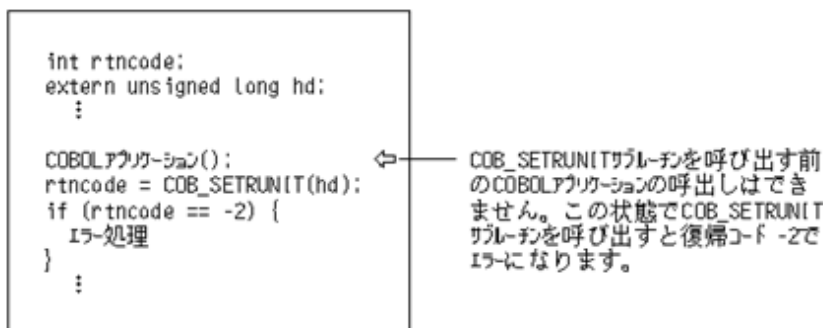 int rtncode;
extern unsigned long hd;
⋮
COBOLｱﾌﾟﾘｹｰｼｮﾝ();
rtncode = COB_SETRUNIT(hd);
if (rtncode == -2) {
ｴﾗｰ処理
}
⋮
COB_SETRUNITｻﾌﾞﾙｰﾁﾝを呼び出す前
のCOBOLｱﾌﾟﾘｹｰｼｮﾝの呼出しはでき
ません。この状態でCOB_SETRUNIT
ｻﾌﾞﾙｰﾁﾝを呼び出すと復帰ｺｰﾄﾞ -2で
ｴﾗｰになります。